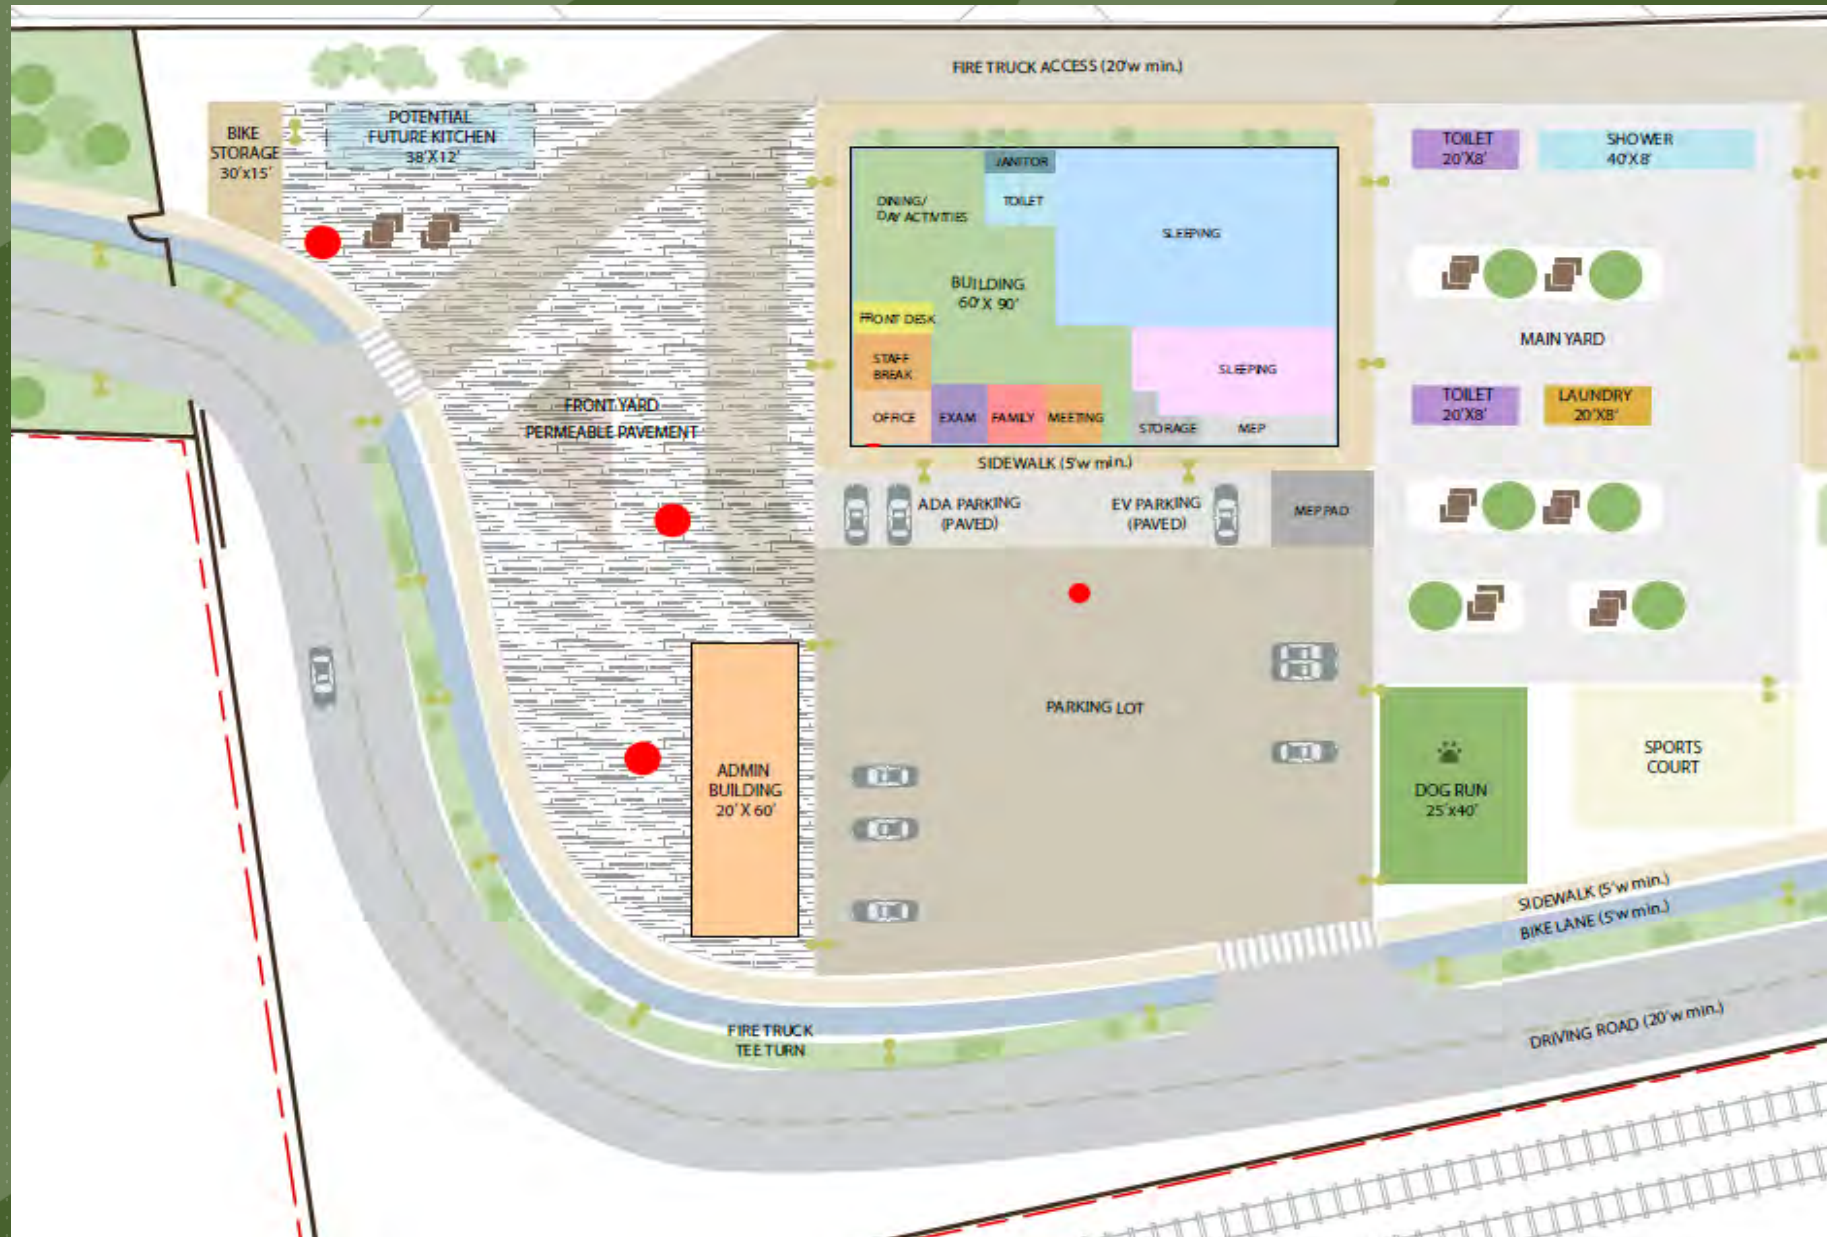 FIRE TRUCK ACCESS (20'w min.)
BIKE
STORAGE
30'x15'
POTENTIAL
FUTURE KITCHEN
38'X12'
JANITOR
DINING/
DAY ACTIVITIES
TOILET
SLEEPING
BUILDING
60'X 90'
FRONT DESK
STAFF
BREAK
SLEEPING
OFFICE
EXAM
FAMILY
MEETING
STORAGE
MEP
TOILET
20'X8'
SHOWER
40'X8'
MAIN YARD
TOILET
20'X8'
LAUNDRY
20'X8'
FRONT YARD
PERMEABLE PAVEMENT
SIDEWALK (5'w min.)
ADA PARKING
(PAVED)
EV PARKING
(PAVED)
MEP PAD
PARKING LOT
ADMIN
BUILDING
20' X 60'
DOG RUN
25'x40'
SPORTS
COURT
SIDEWALK (5'w min.)
BIKE LANE (5'w min.)
FIRE TRUCK
TEE TURN
DRIVING ROAD (20'w min.)